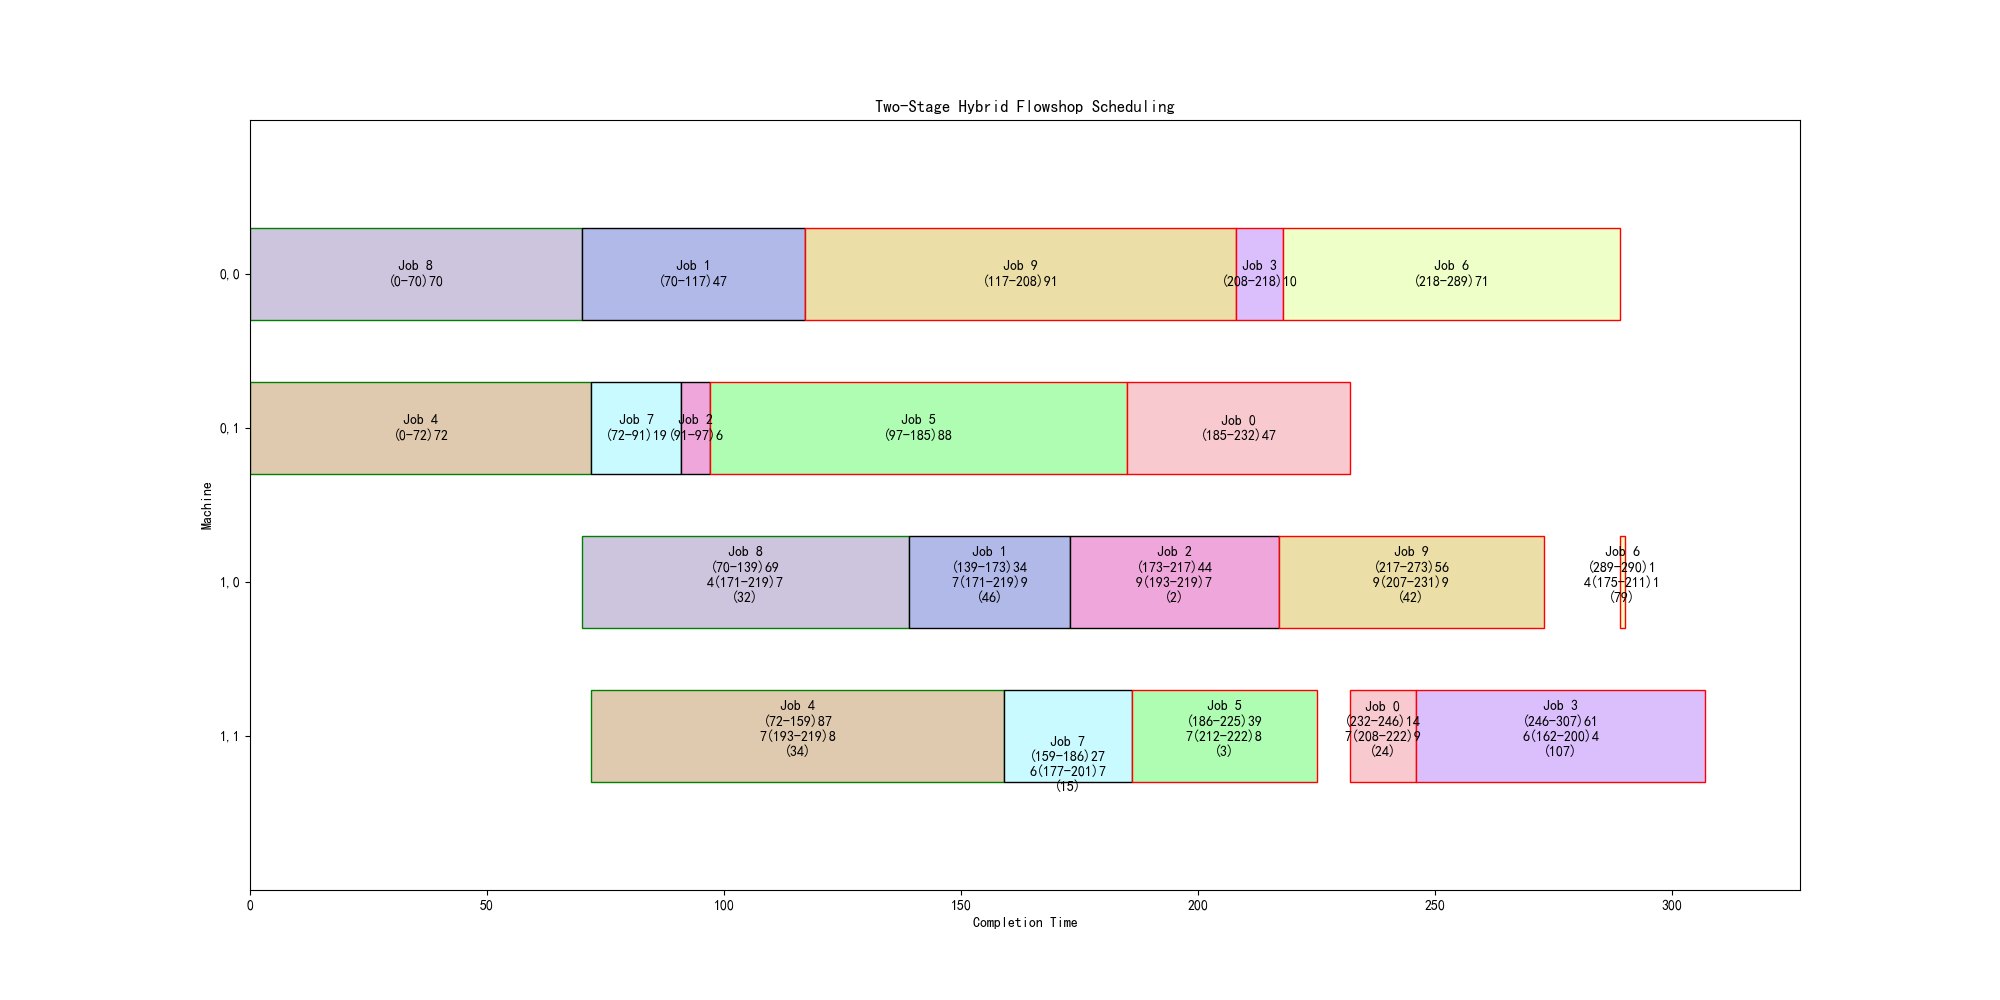 Two-Stage Hybrid Flowshop Scheduling
Machine
0,0
Job 8
(0-70)70
Job 1
(70-117)47
Job 9
(117-208)91
Job 3
(208-218)10
Job 6
(218-289)71
0,1
Job 4
(0-72)72
Job 7
(72-91)19
Job 2
(91-97)6
Job 5
(97-185)88
Job 0
(185-232)47
1,0
Job 8
(70-139)69
4(171-219)7
(32)
Job 1
(139-173)34
7(171-219)9
(46)
Job 2
(173-217)44
9(193-219)7
(2)
Job 9
(217-273)56
9(207-231)9
(42)
Job 6
(289-290)1
4(175-211)1
(79)
1,1
Job 4
(72-159)87
7(193-219)8
(34)
Job 7
(159-186)27
6(177-201)7
(15)
Job 5
(186-225)39
7(212-222)8
(3)
Job 0
(232-246)14
7(208-222)9
(24)
Job 3
(246-307)61
6(162-200)4
(107)
0
50
100
150
200
250
300
Completion Time